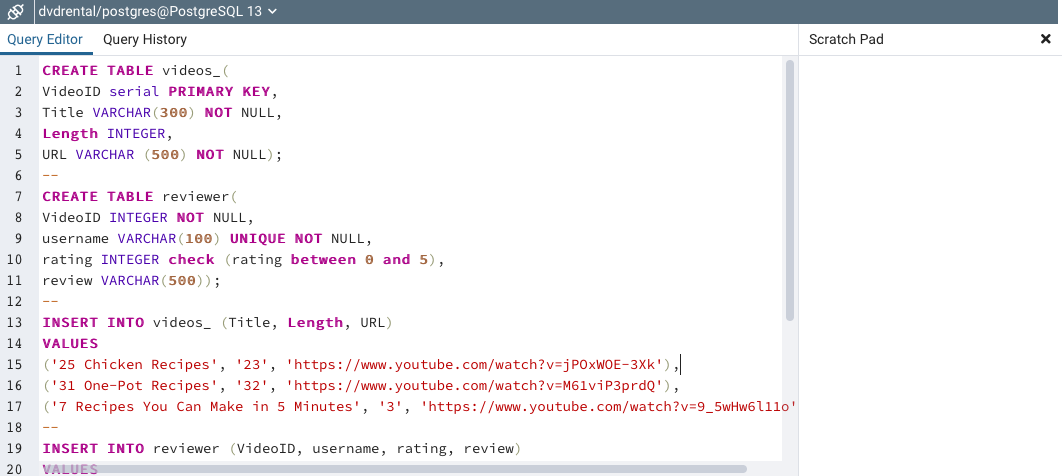 dvdrental/postgres@PostgreSQL 13
Query Editor Query History Scratch Pad
1 CREATE TABLE videos_(
2 VideoID serial PRIMARY KEY,
3 Title VARCHAR(300) NOT NULL,
4 Length INTEGER,
5 URL VARCHAR (500) NOT NULL);
6 --
7 CREATE TABLE reviewer(
8 VideoID INTEGER NOT NULL,
9 username VARCHAR(100) UNIQUE NOT NULL,
10 rating INTEGER check (rating between 0 and 5),
11 review VARCHAR(500));
12 --
13 INSERT INTO videos_ (Title, Length, URL)
14 VALUES
15 ('25 Chicken Recipes', '23', 'https://www.youtube.com/watch?v=jPOxWOE-3Xk'),
16 ('31 One-Pot Recipes', '32', 'https://www.youtube.com/watch?v=M61viP3prdQ'),
17 ('7 Recipes You Can Make in 5 Minutes', '3', 'https://www.youtube.com/watch?v=9_5wHw6l11o'
18 --
19 INSERT INTO reviewer (VideoID, username, rating, review)
20 VALUES